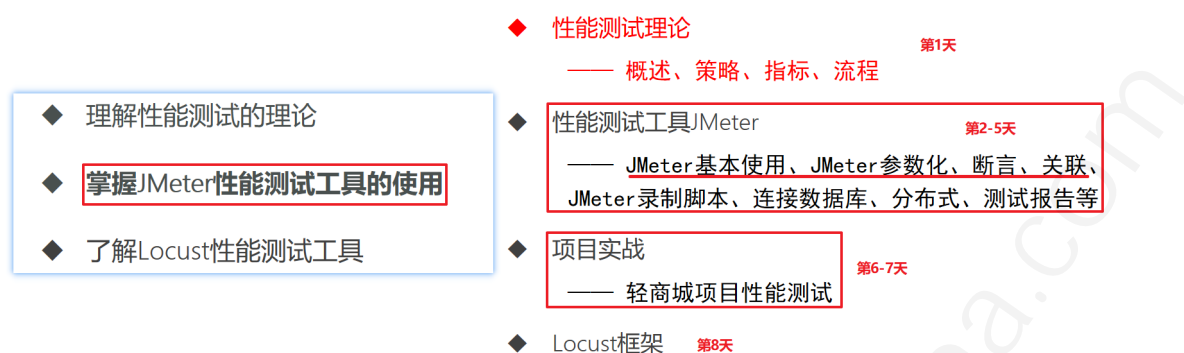 理解性能测试的理论
掌握JMeter性能测试工具的使用
了解Locust性能测试工具
性能测试理论
第1天
—— 概述、策略、指标、流程
性能测试工具JMeter
第2-5天
—— JMeter基本使用、JMeter参数化、断言、关联、
JMeter录制脚本、连接数据库、分布式、测试报告等
项目实战
第6-7天
—— 轻商城项目性能测试
Locust框架
第8天
a.com